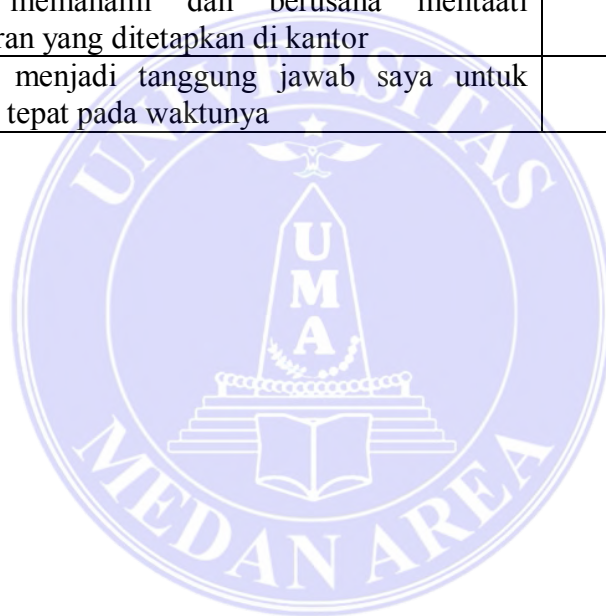 memahami dan berusaha mentaati
ran yang ditetapkan di kantor
menjadi tanggung jawab saya untuk
tepat pada waktunya
UNIVERSITAS
U
M
A
MEDAN AREA